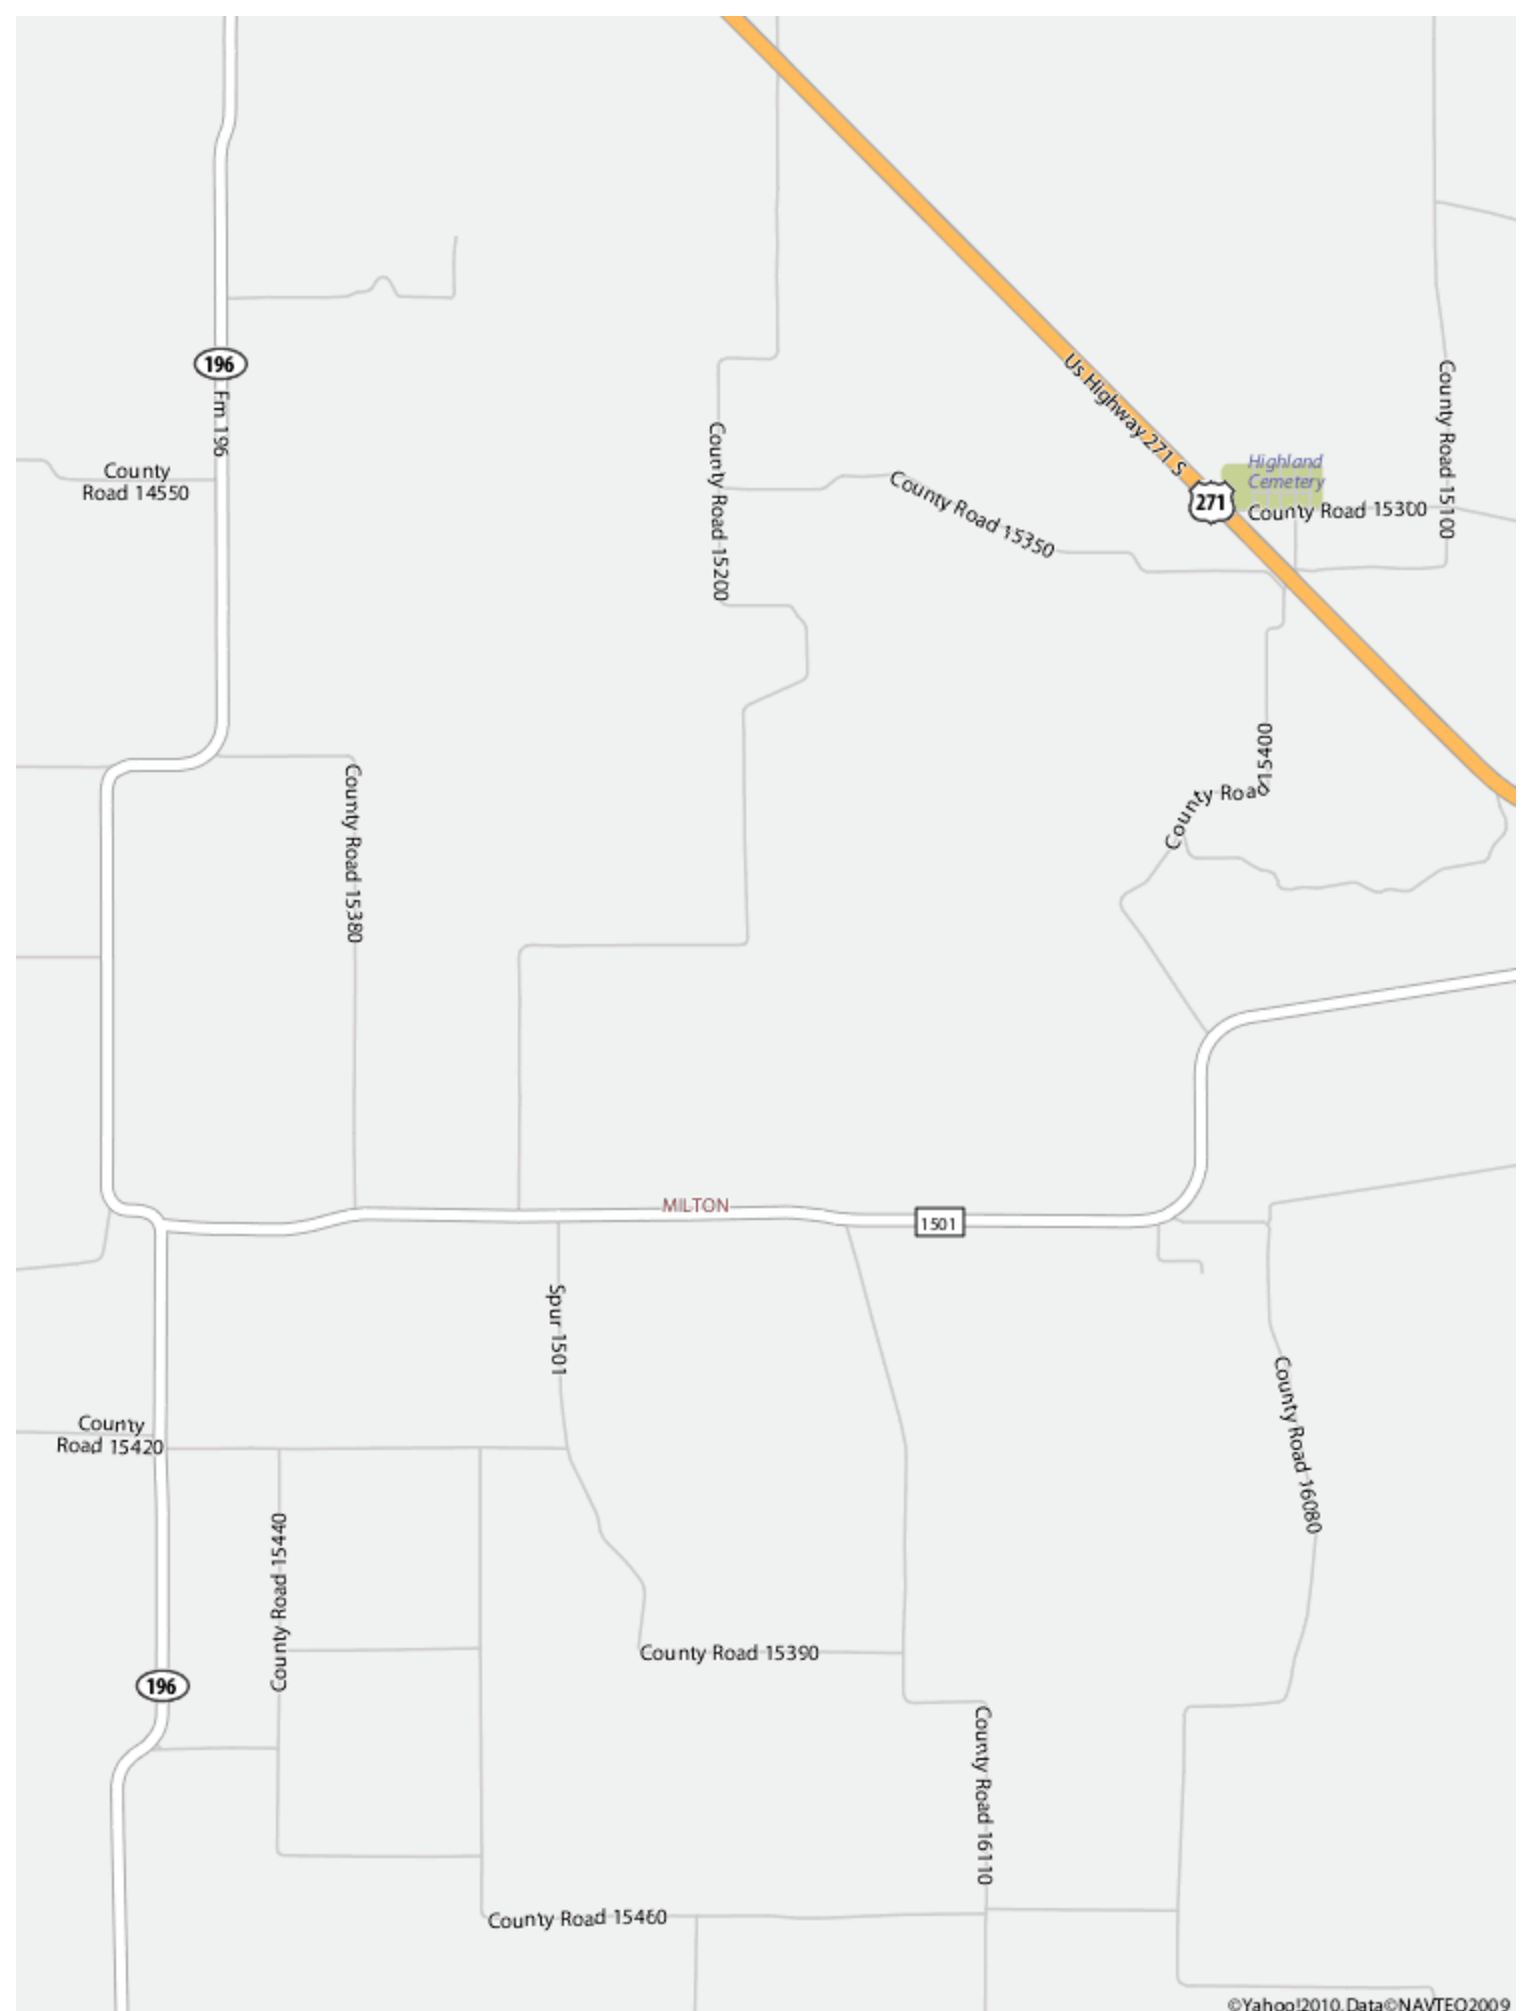 196
Fm 196
Us Highway 271 S
County Road 15100
County
Road 14550
County Road 15200
County Road 15350
Highland
Cemetery
271
County Road 15300
County Road 15400
County Road 15380
MILTON
1501
Spur 1501
County Road 16080
County
Road 15420
County Road 15440
County Road 15390
196
County Road 16110
County Road 15460
©Yahoo!2010,Data©NAVTEQ2009